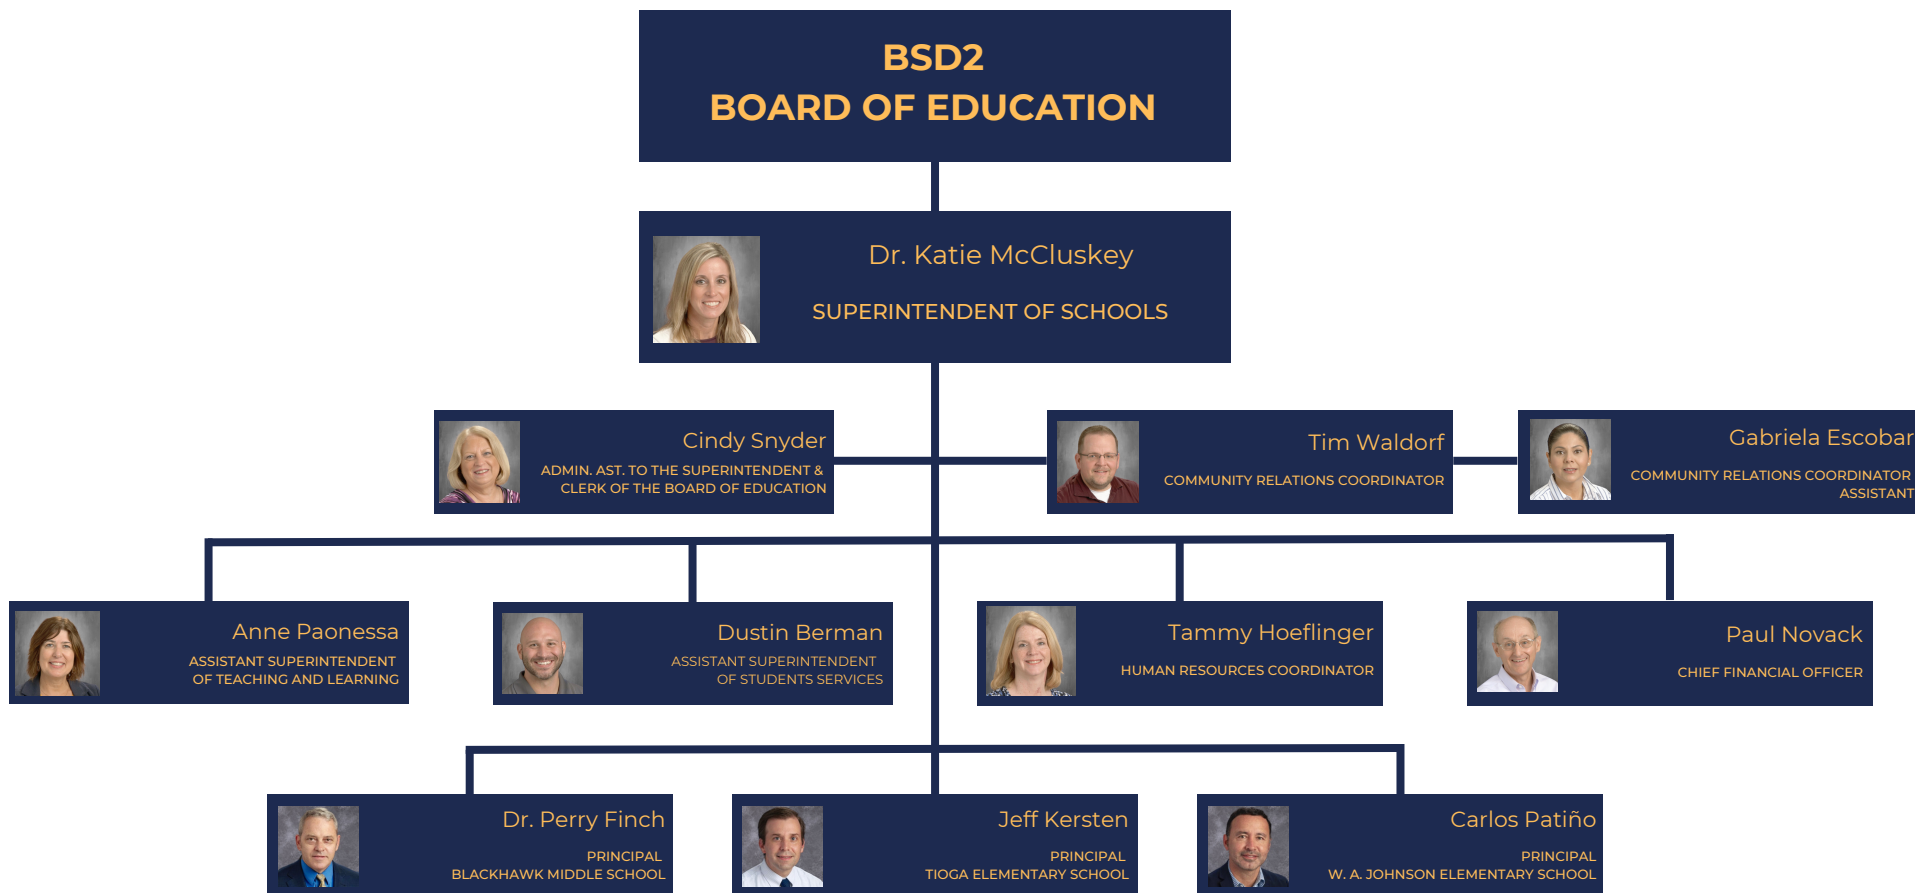 BSD2
BOARD OF EDUCATION
Dr. Katie McCluskey
SUPERINTENDENT OF SCHOOLS
Cindy Snyder
ADMIN. AST. TO THE SUPERINTENDENT &
CLERK OF THE BOARD OF EDUCATION
Tim Waldorf
COMMUNITY RELATIONS COORDINATOR
Gabriela Escobar
COMMUNITY RELATIONS COORDINATOR
ASSISTANT
Anne Paonessa
ASSISTANT SUPERINTENDENT
OF TEACHING AND LEARNING
Dustin Berman
ASSISTANT SUPERINTENDENT
OF STUDENTS SERVICES
Tammy Hoeflinger
HUMAN RESOURCES COORDINATOR
Paul Novack
CHIEF FINANCIAL OFFICER
Dr. Perry Finch
PRINCIPAL
BLACKHAWK MIDDLE SCHOOL
Jeff Kersten
PRINCIPAL
TIOGA ELEMENTARY SCHOOL
Carlos Patiño
PRINCIPAL
W. A. JOHNSON ELEMENTARY SCHOOL